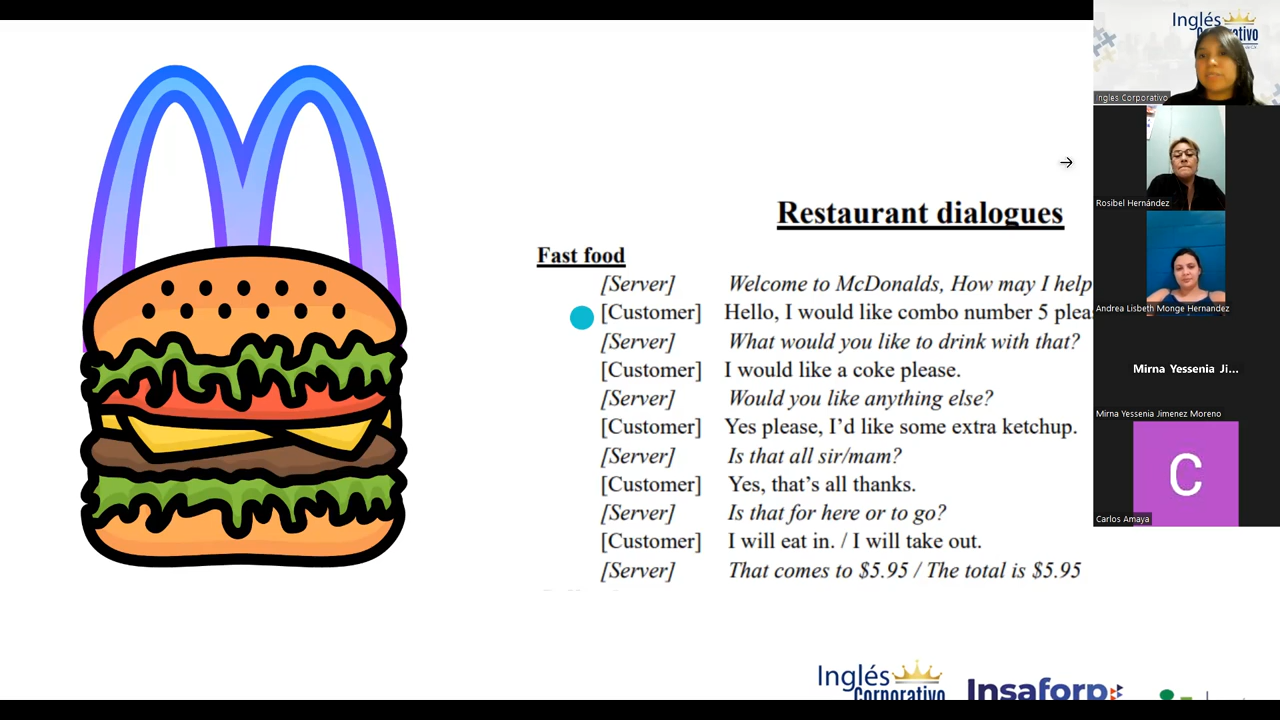 Restaurant dialogues
Fast food
[Server] Welcome to McDonalds, How may I help
[Customer] Hello, I would like combo number 5 plea
[Server] What would you like to drink with that?
[Customer] I would like a coke please.
[Server] Would you like anything else?
[Customer] Yes please, I'd like some extra ketchup.
[Server] Is that all sir/mam?
[Customer] Yes, that's all thanks.
[Server] Is that for here or to go?
[Customer] I will eat in. / I will take out.
[Server] That comes to $5.95 / The total is $5.95
Inglés
Corporativo
Insaforp
Inglés
Ingles Corporativo
Rosibel Hernández
Andrea Lisbeth Monge Hernandez
Mirna Yessenia Ji...
Mirna Yessenia Jimenez Moreno
C
Carlos Amaya